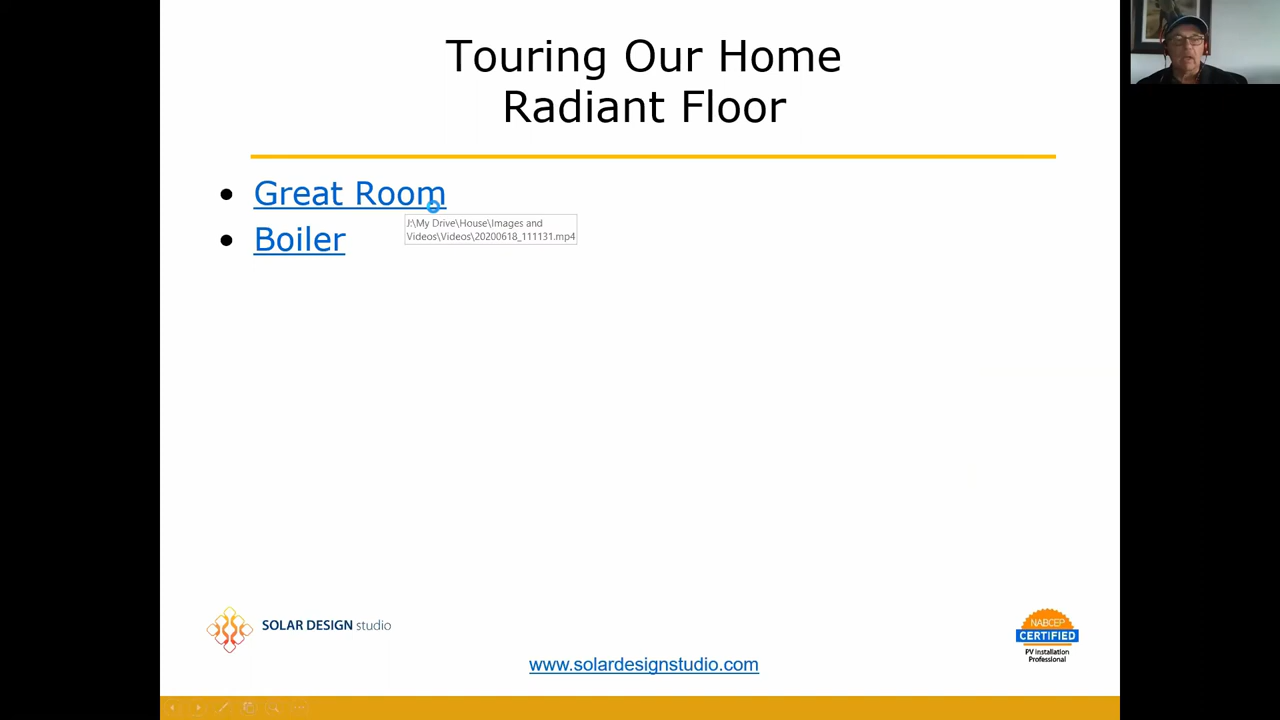 Touring Our Home
Radiant Floor
• Great Room
J:\My Drive\House\Images and
Videos\Videos\20200618_111131.mp4
• Boiler
SOLAR DESIGN studio
NABCEP
CERTIFIED
PV Installation
Professional
www.solardesignstudio.com